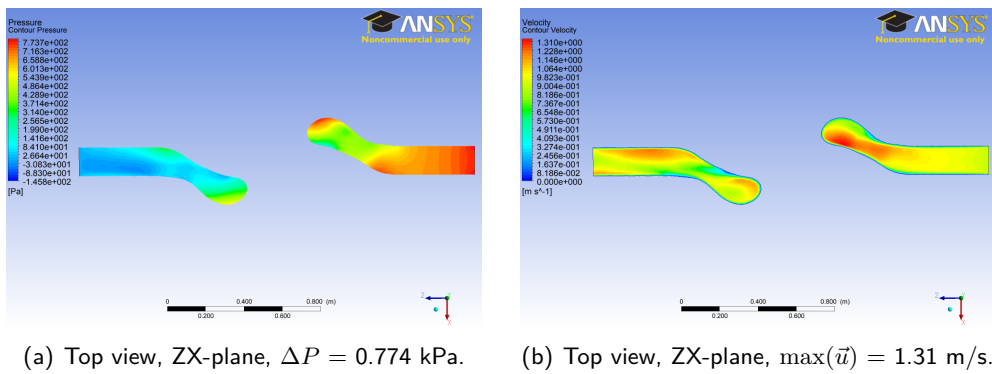 Pressure
Contour Pressure
7.737e+002
7.163e+002
6.588e+002
6.013e+002
5.439e+002
4.864e+002
4.289e+002
3.714e+002
3.140e+002
2.565e+002
1.990e+002
1.416e+002
8.410e+001
2.664e+001
-3.083e+001
-8.830e+001
-1.458e+002
[Pa]
ANSYS
Noncommercial use only
0 0.400 0.800 (m)
0.200 0.600
Z
X
(a) Top view, ZX-plane, ΔP = 0.774 kPa.
Velocity
Contour Velocity
1.310e+000
1.228e+000
1.146e+000
1.064e+000
9.823e-001
9.004e-001
8.186e-001
7.367e-001
6.548e-001
5.730e-001
4.911e-001
4.093e-001
3.274e-001
2.456e-001
1.637e-001
8.186e-002
0.000e+000
[m s^-1]
ANSYS
Noncommercial use only
0 0.400 0.800 (m)
0.200 0.600
Z
X
(b) Top view, ZX-plane, max(u⃗) = 1.31 m/s.